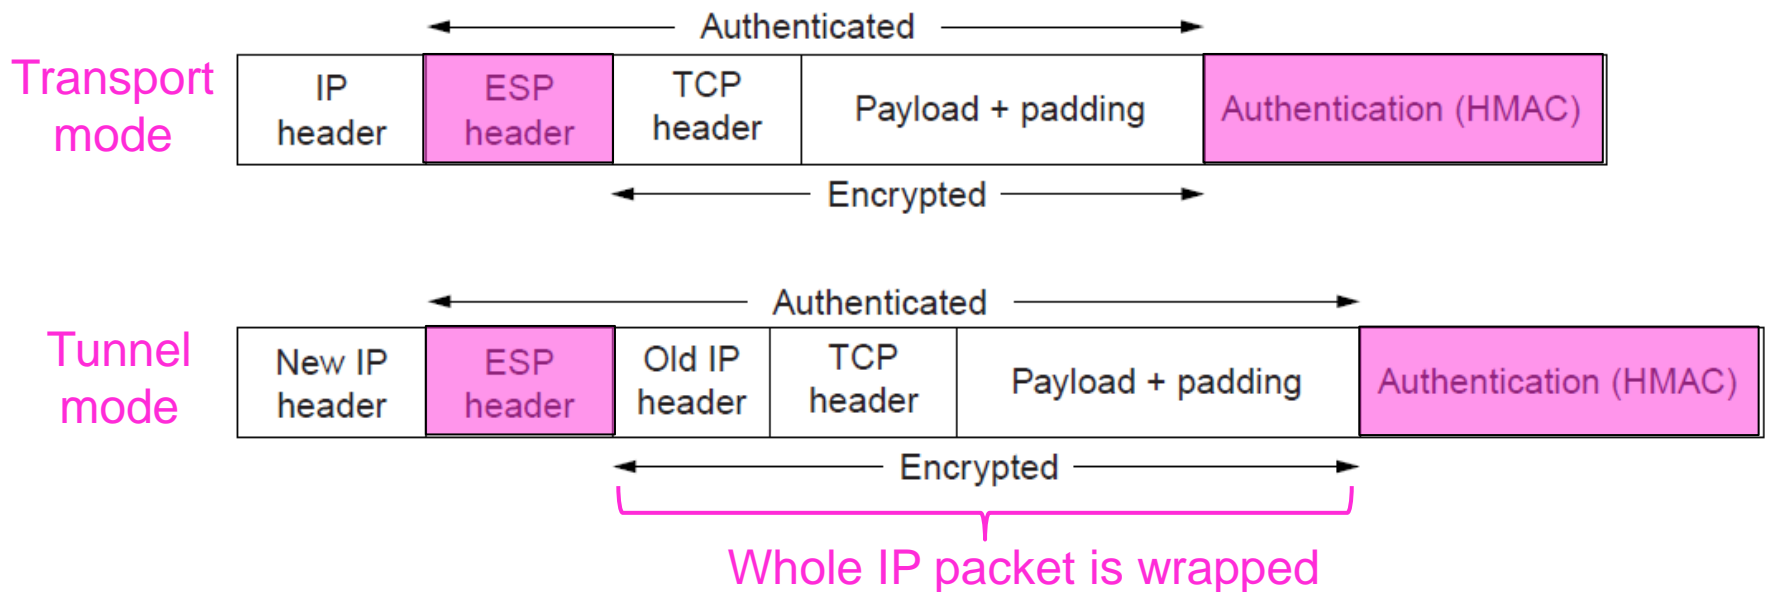 Authenticated
Transport
mode
IP
header
ESP
header
TCP
header
Payload + padding
Authentication (HMAC)
Encrypted
Authenticated
Tunnel
mode
New IP
header
ESP
header
Old IP
header
TCP
header
Payload + padding
Authentication (HMAC)
Encrypted
Whole IP packet is wrapped